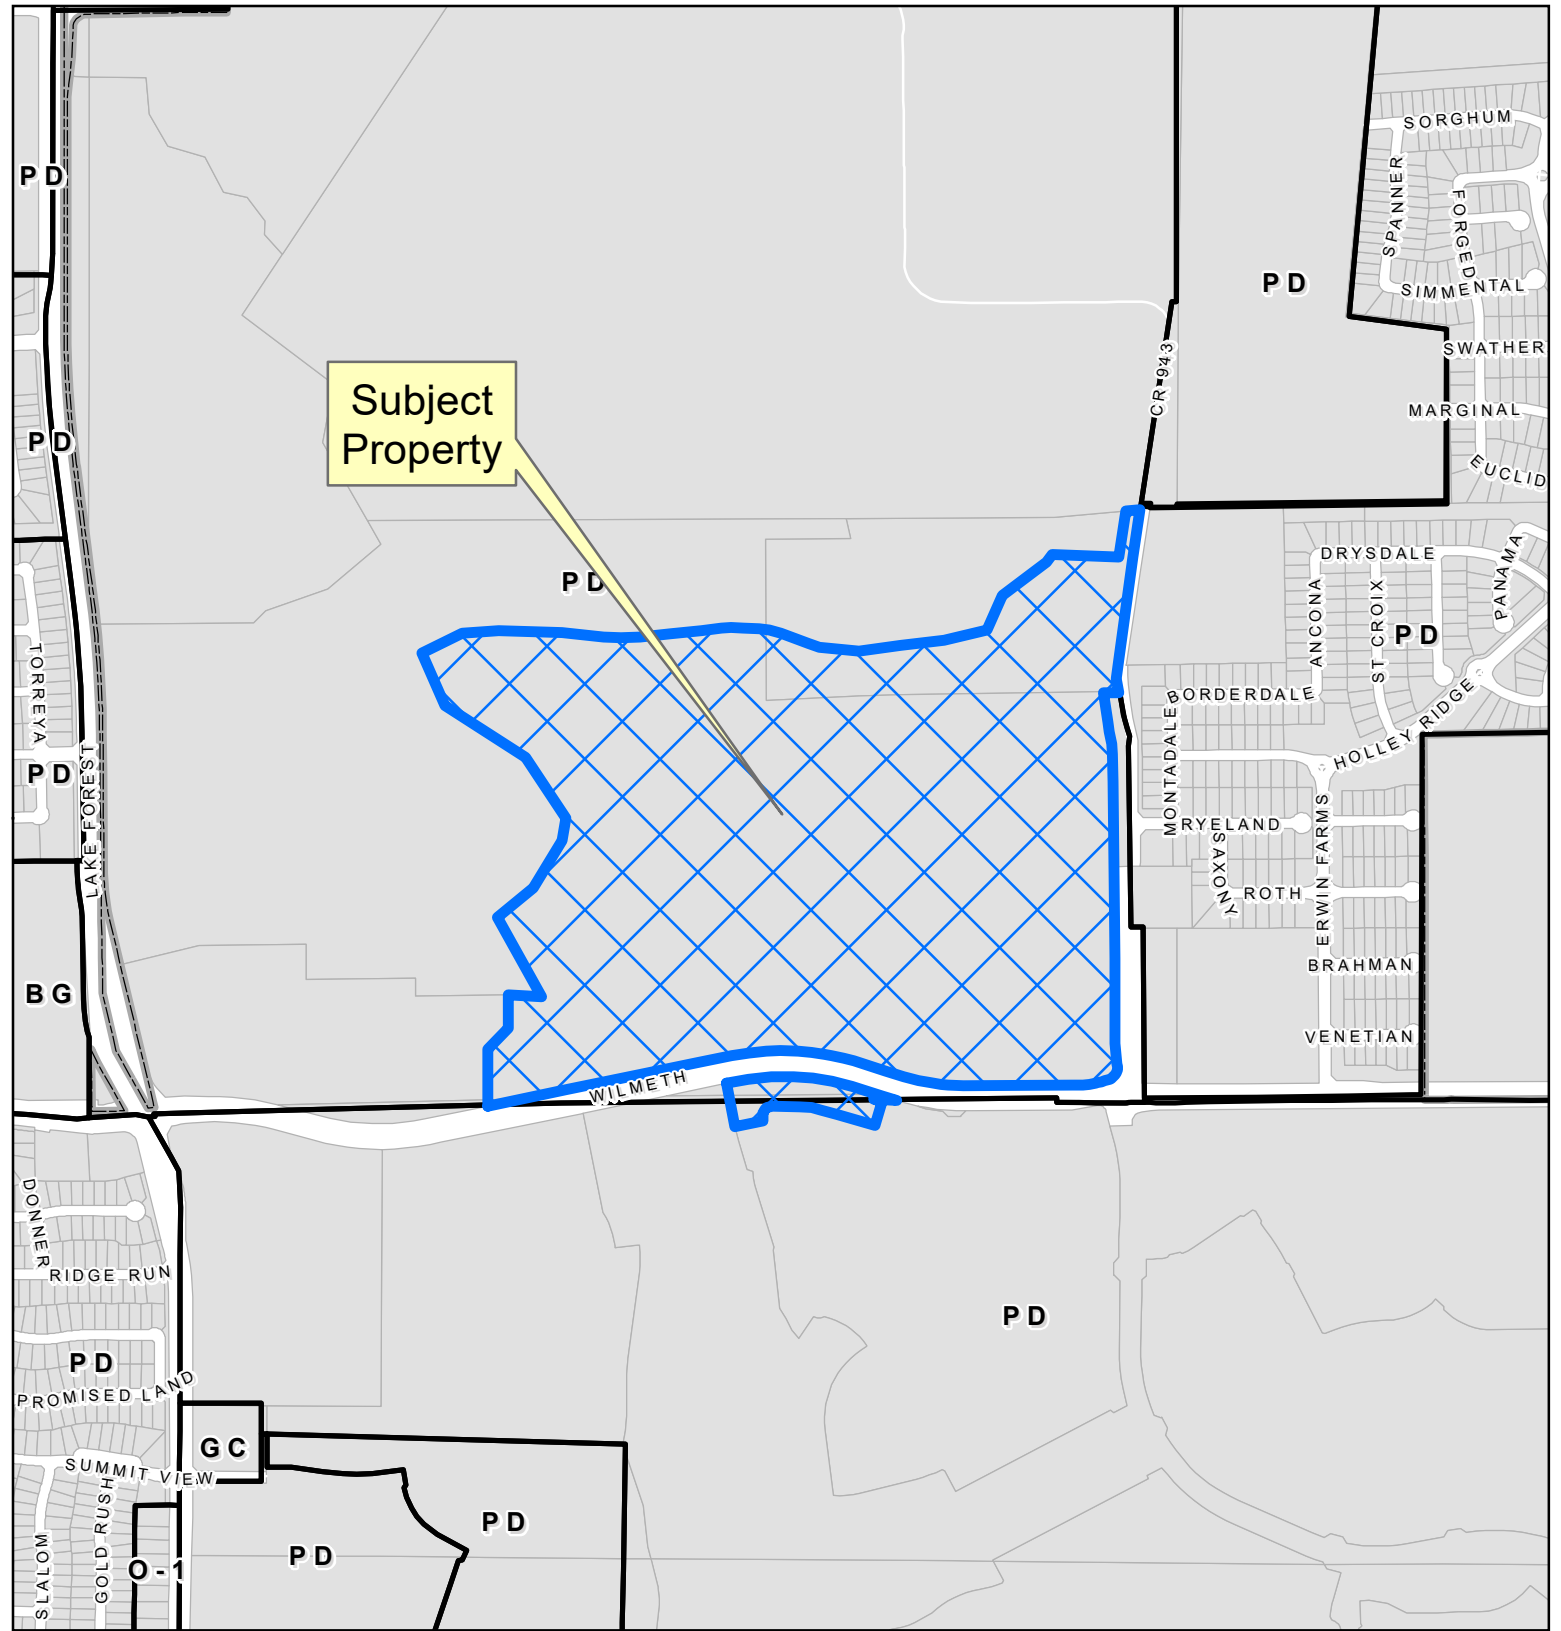 SORGHUM
SPANNER
FORGED
PD
PD
SIMMENTAL
SWATHER
CR 943
MARGINAL
Subject
Property
PD
EUCLID
PD
DRYSDALE
PANAMA
ANCONA
ST CROIX
PD
TORREYA
BORDERDALE
HOLLEY RIDGE
MONTADALE
PD
LAKE FOREST
RYELAND
SAXONY
ROTH
ERWIN FARMS
BRAHMAN
BG
VENETIAN
WILMETH
DONNER
RIDGE RUN
PD
PD
PROMISED LAND
GC
SUMMIT VIEW
GOLD RUSH
SLALOM
PD
PD
O-1